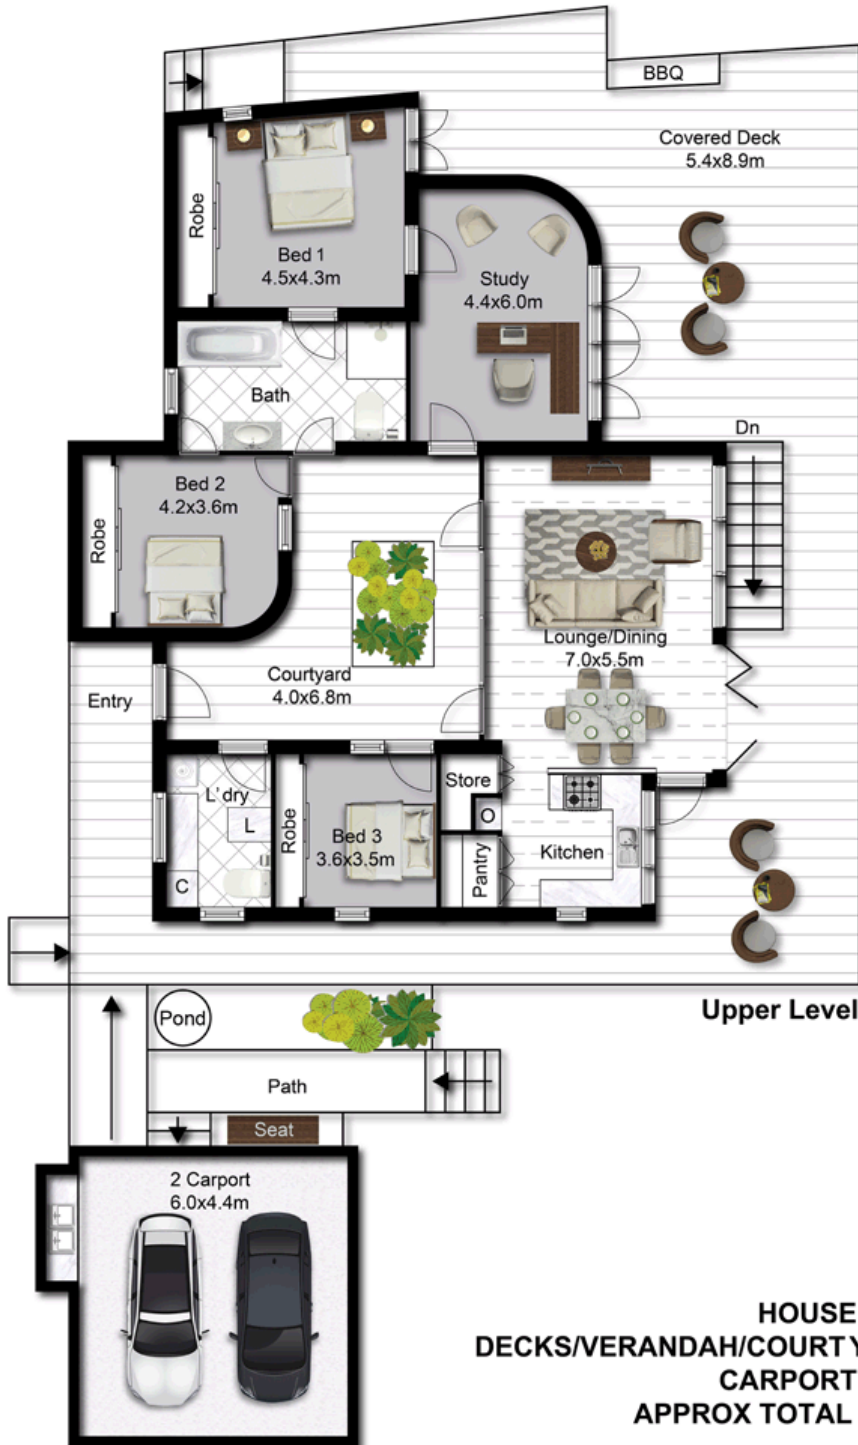 BBQ
Covered Deck
5.4x8.9m
Robe
Bed 1
4.5x4.3m
Study
4.4x6.0m
Bath
Dn
Bed 2
4.2x3.6m
Robe
Lounge/Dining
7.0x5.5m
Courtyard
4.0x6.8m
Entry
Store
L'dry
L
O
Robe
Bed 3
3.6x3.5m
Kitchen
Pantry
C
Upper Level
Pond
Path
Seat
2 Carport
6.0x4.4m
HOUSE
DECKS/VERANDAH/COURTY
CARPORT
APPROX TOTAL